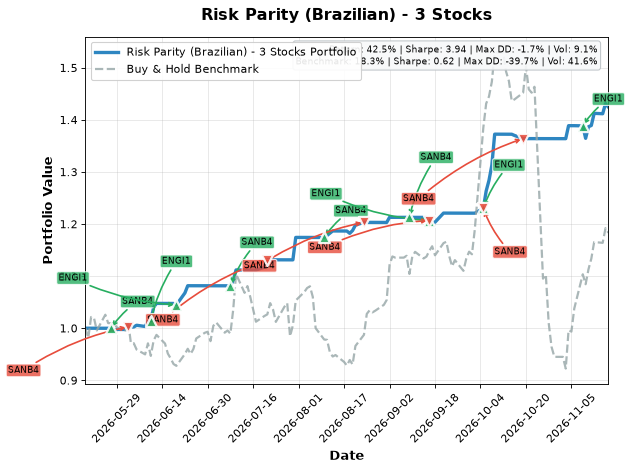 Risk Parity (Brazilian) - 3 Stocks
Risk Parity (Brazilian) - 3 Stocks Portfolio
Buy & Hold Benchmark
: 42.5% | Sharpe: 3.94 | Max DD: -1.7% | Vol: 9.1%
.3% | Sharpe: 0.62 | Max DD: -39.7% | Vol: 41.6%
Portfolio Value
1.5
1.4
1.3
1.2
1.1
1.0
0.9
ENGI1
SANB4
ENGI1
SANB4
ENGI1
SANB4
SANB4
SANB4
SANB4
ENGI1
SANB4
ENGI1
SANB4
ENGI1
SANB4
SANB4
2026-05-29
2026-06-14
2026-06-30
2026-07-16
2026-08-01
2026-08-17
2026-09-02
2026-09-18
2026-10-04
2026-10-20
2026-11-05
Date